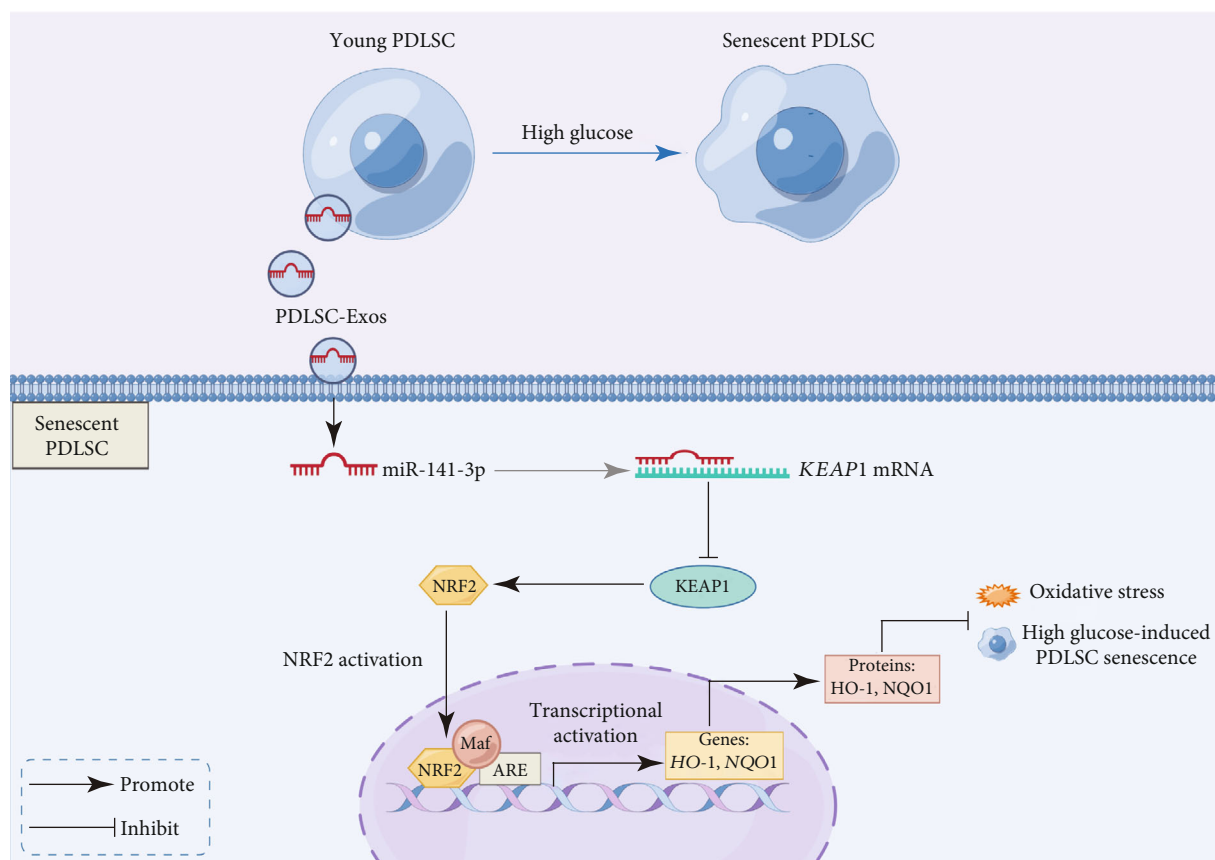 Young PDLSC
Senescent PDLSC
High glucose
PDLSC-Exos
Senescent
PDLSC
miR-141-3p
KEAP1 mRNA
NRF2
KEAP1
Oxidative stress
High glucose-induced
PDLSC senescence
NRF2 activation
Proteins:
HO-1, NQO1
Transcriptional
activation
Maf
NRF2
ARE
Genes:
HO-1, NQO1
Promote
Inhibit